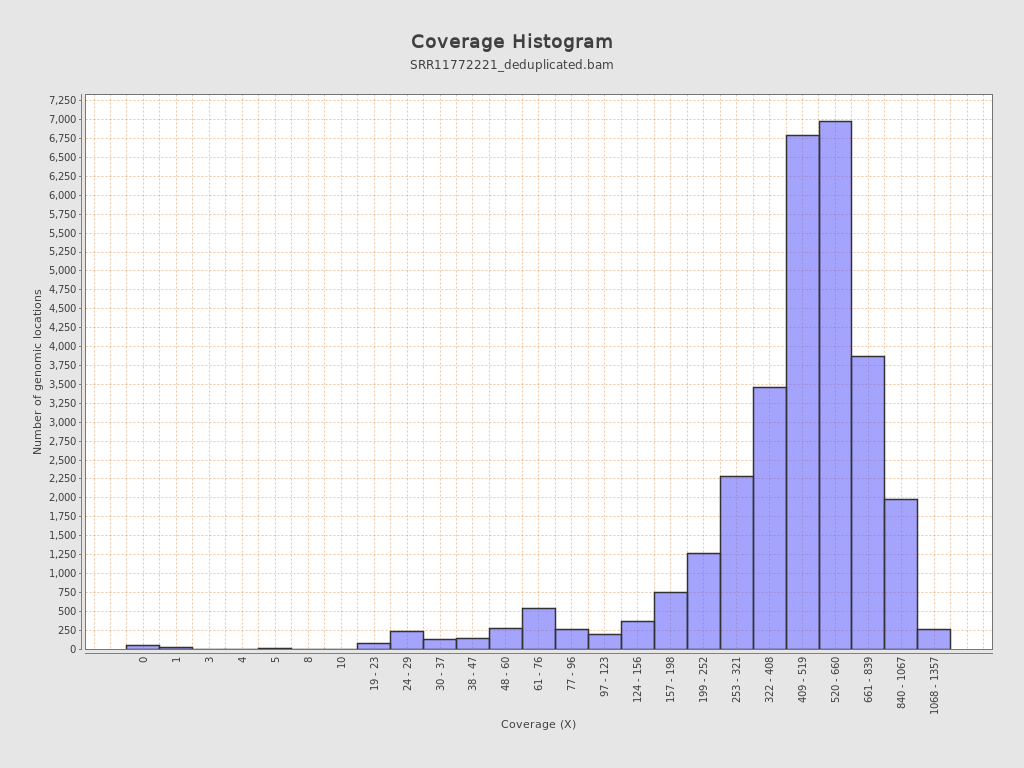 Coverage Histogram
SRR11772221_deduplicated.bam
7,250
7,000
6,750
6,500
6,250
6,000
5,750
5,500
5,250
5,000
4,750
4,500
4,250
4,000
3,750
3,500
3,250
3,000
2,750
2,500
2,250
2,000
1,750
1,500
1,250
1,000
750
500
250
0
Number of genomic locations
0
1
3
4
5
8
10
19 - 23
24 - 29
30 - 37
38 - 47
48 - 60
61 - 76
77 - 96
97 - 123
124 - 156
157 - 198
199 - 252
253 - 321
322 - 408
409 - 519
520 - 660
661 - 839
840 - 1067
1068 - 1357
Coverage (X)